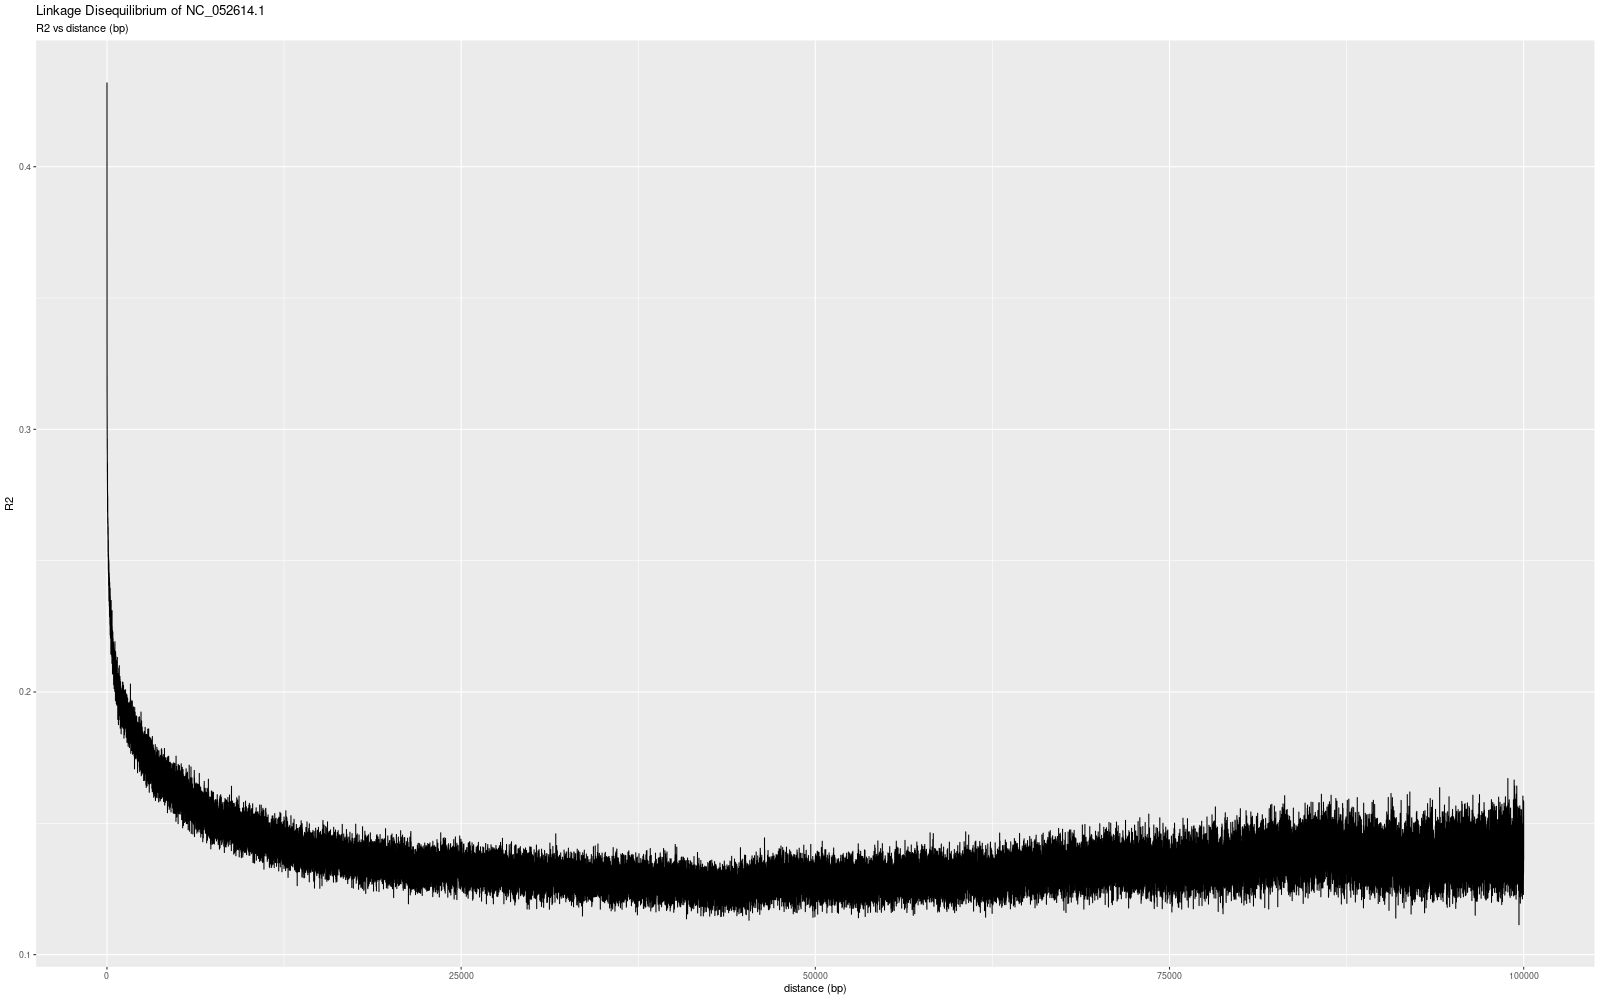 Linkage Disequilibrium of NC_052614.1
R2 vs distance (bp)
0.4
0.3
R2
0.2
0.1
0
25000
50000
75000
100000
distance (bp)